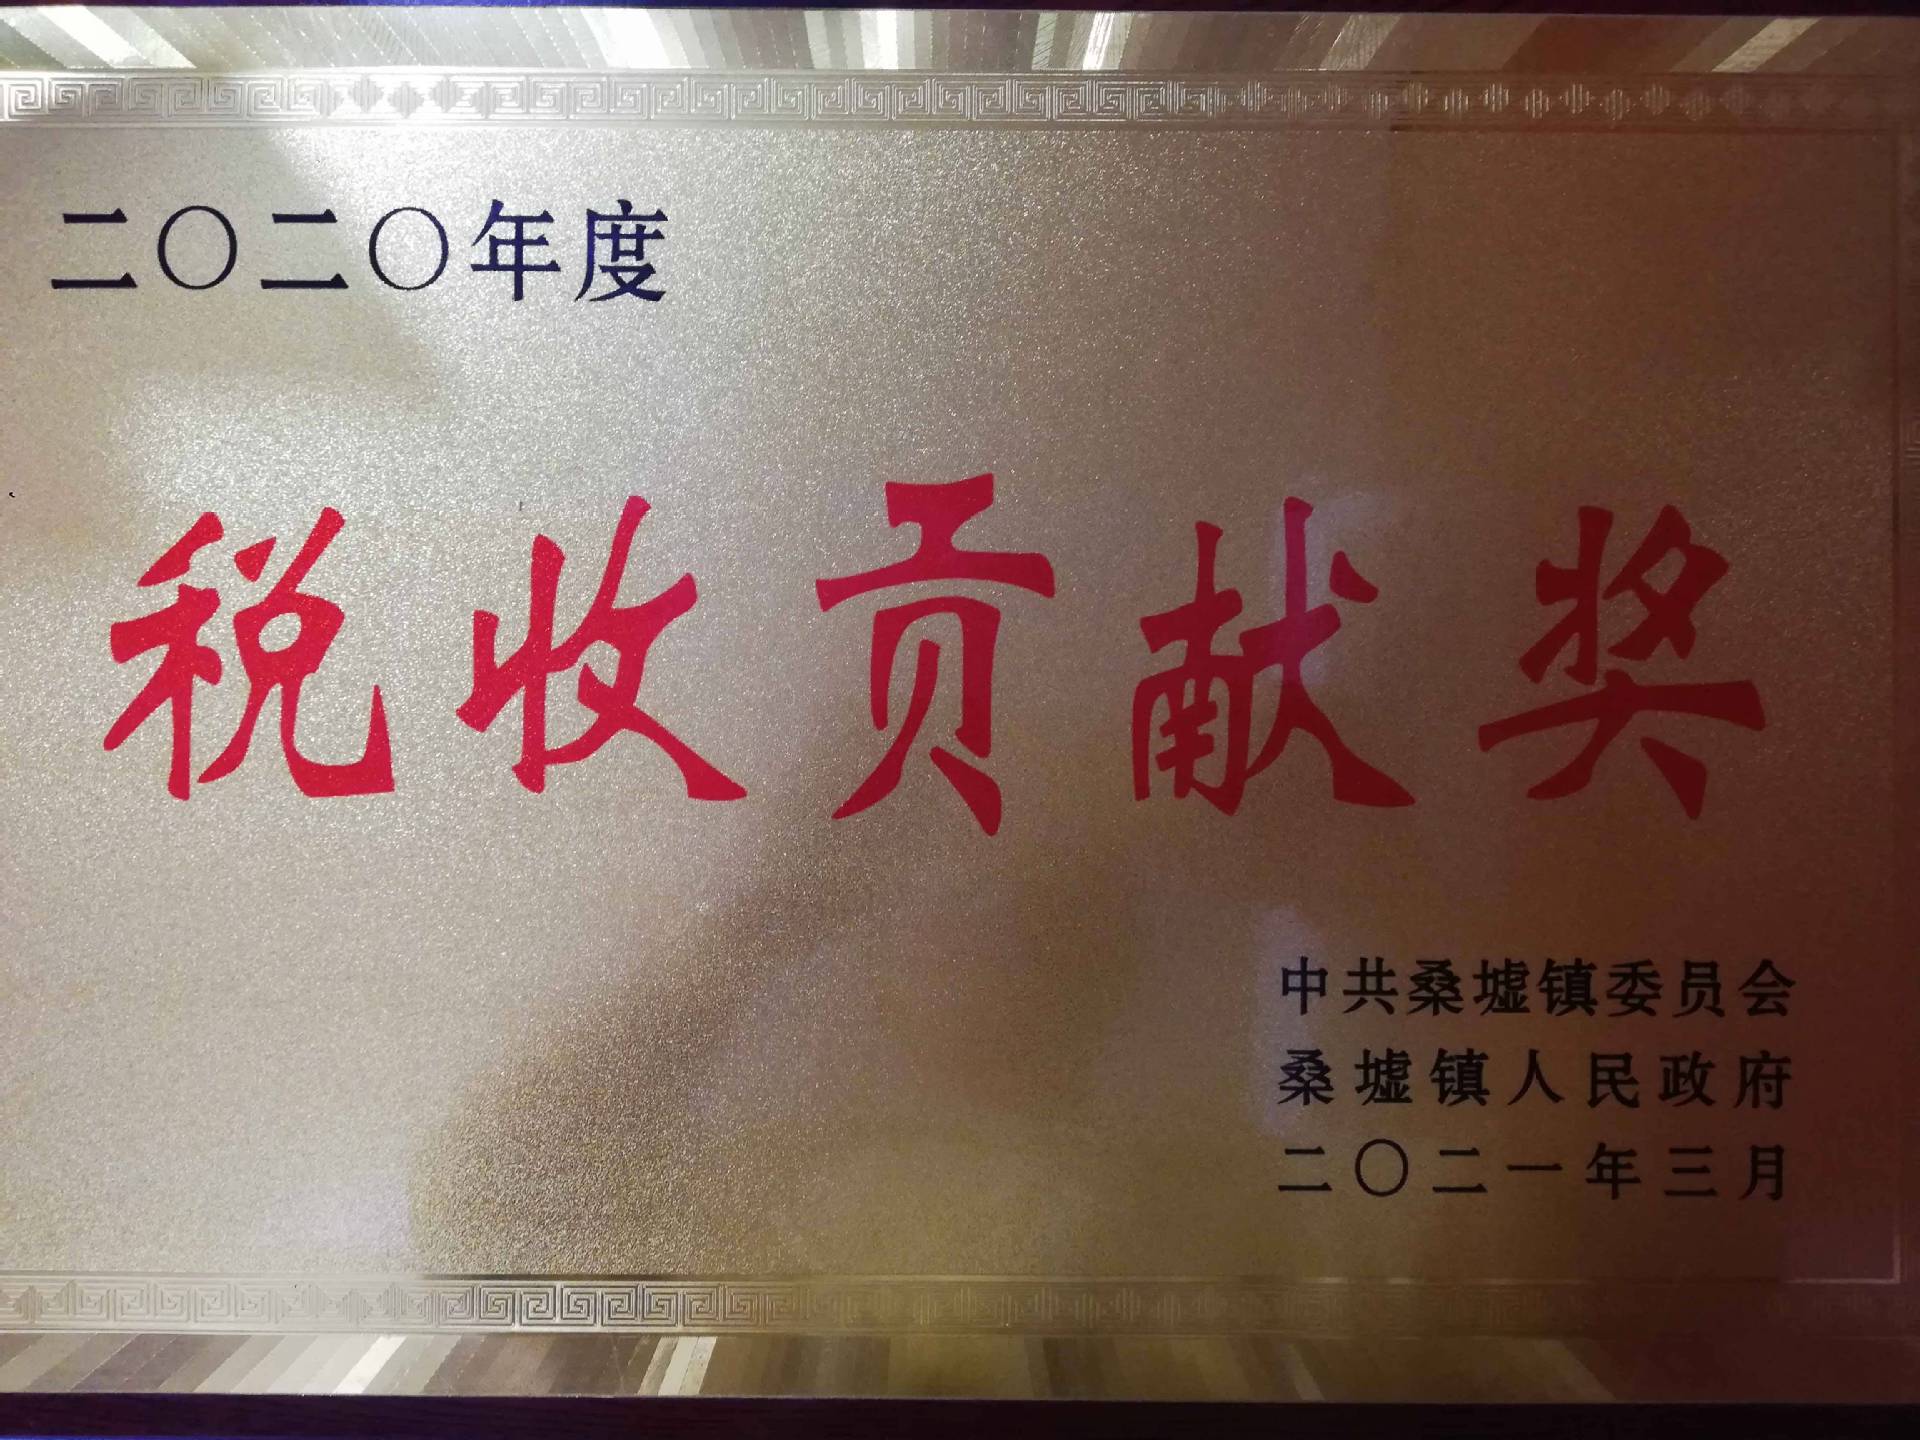 二〇二〇年度
税收贡献奖
中共桑墟镇委员会
桑墟镇人民政府
二〇二一年三月